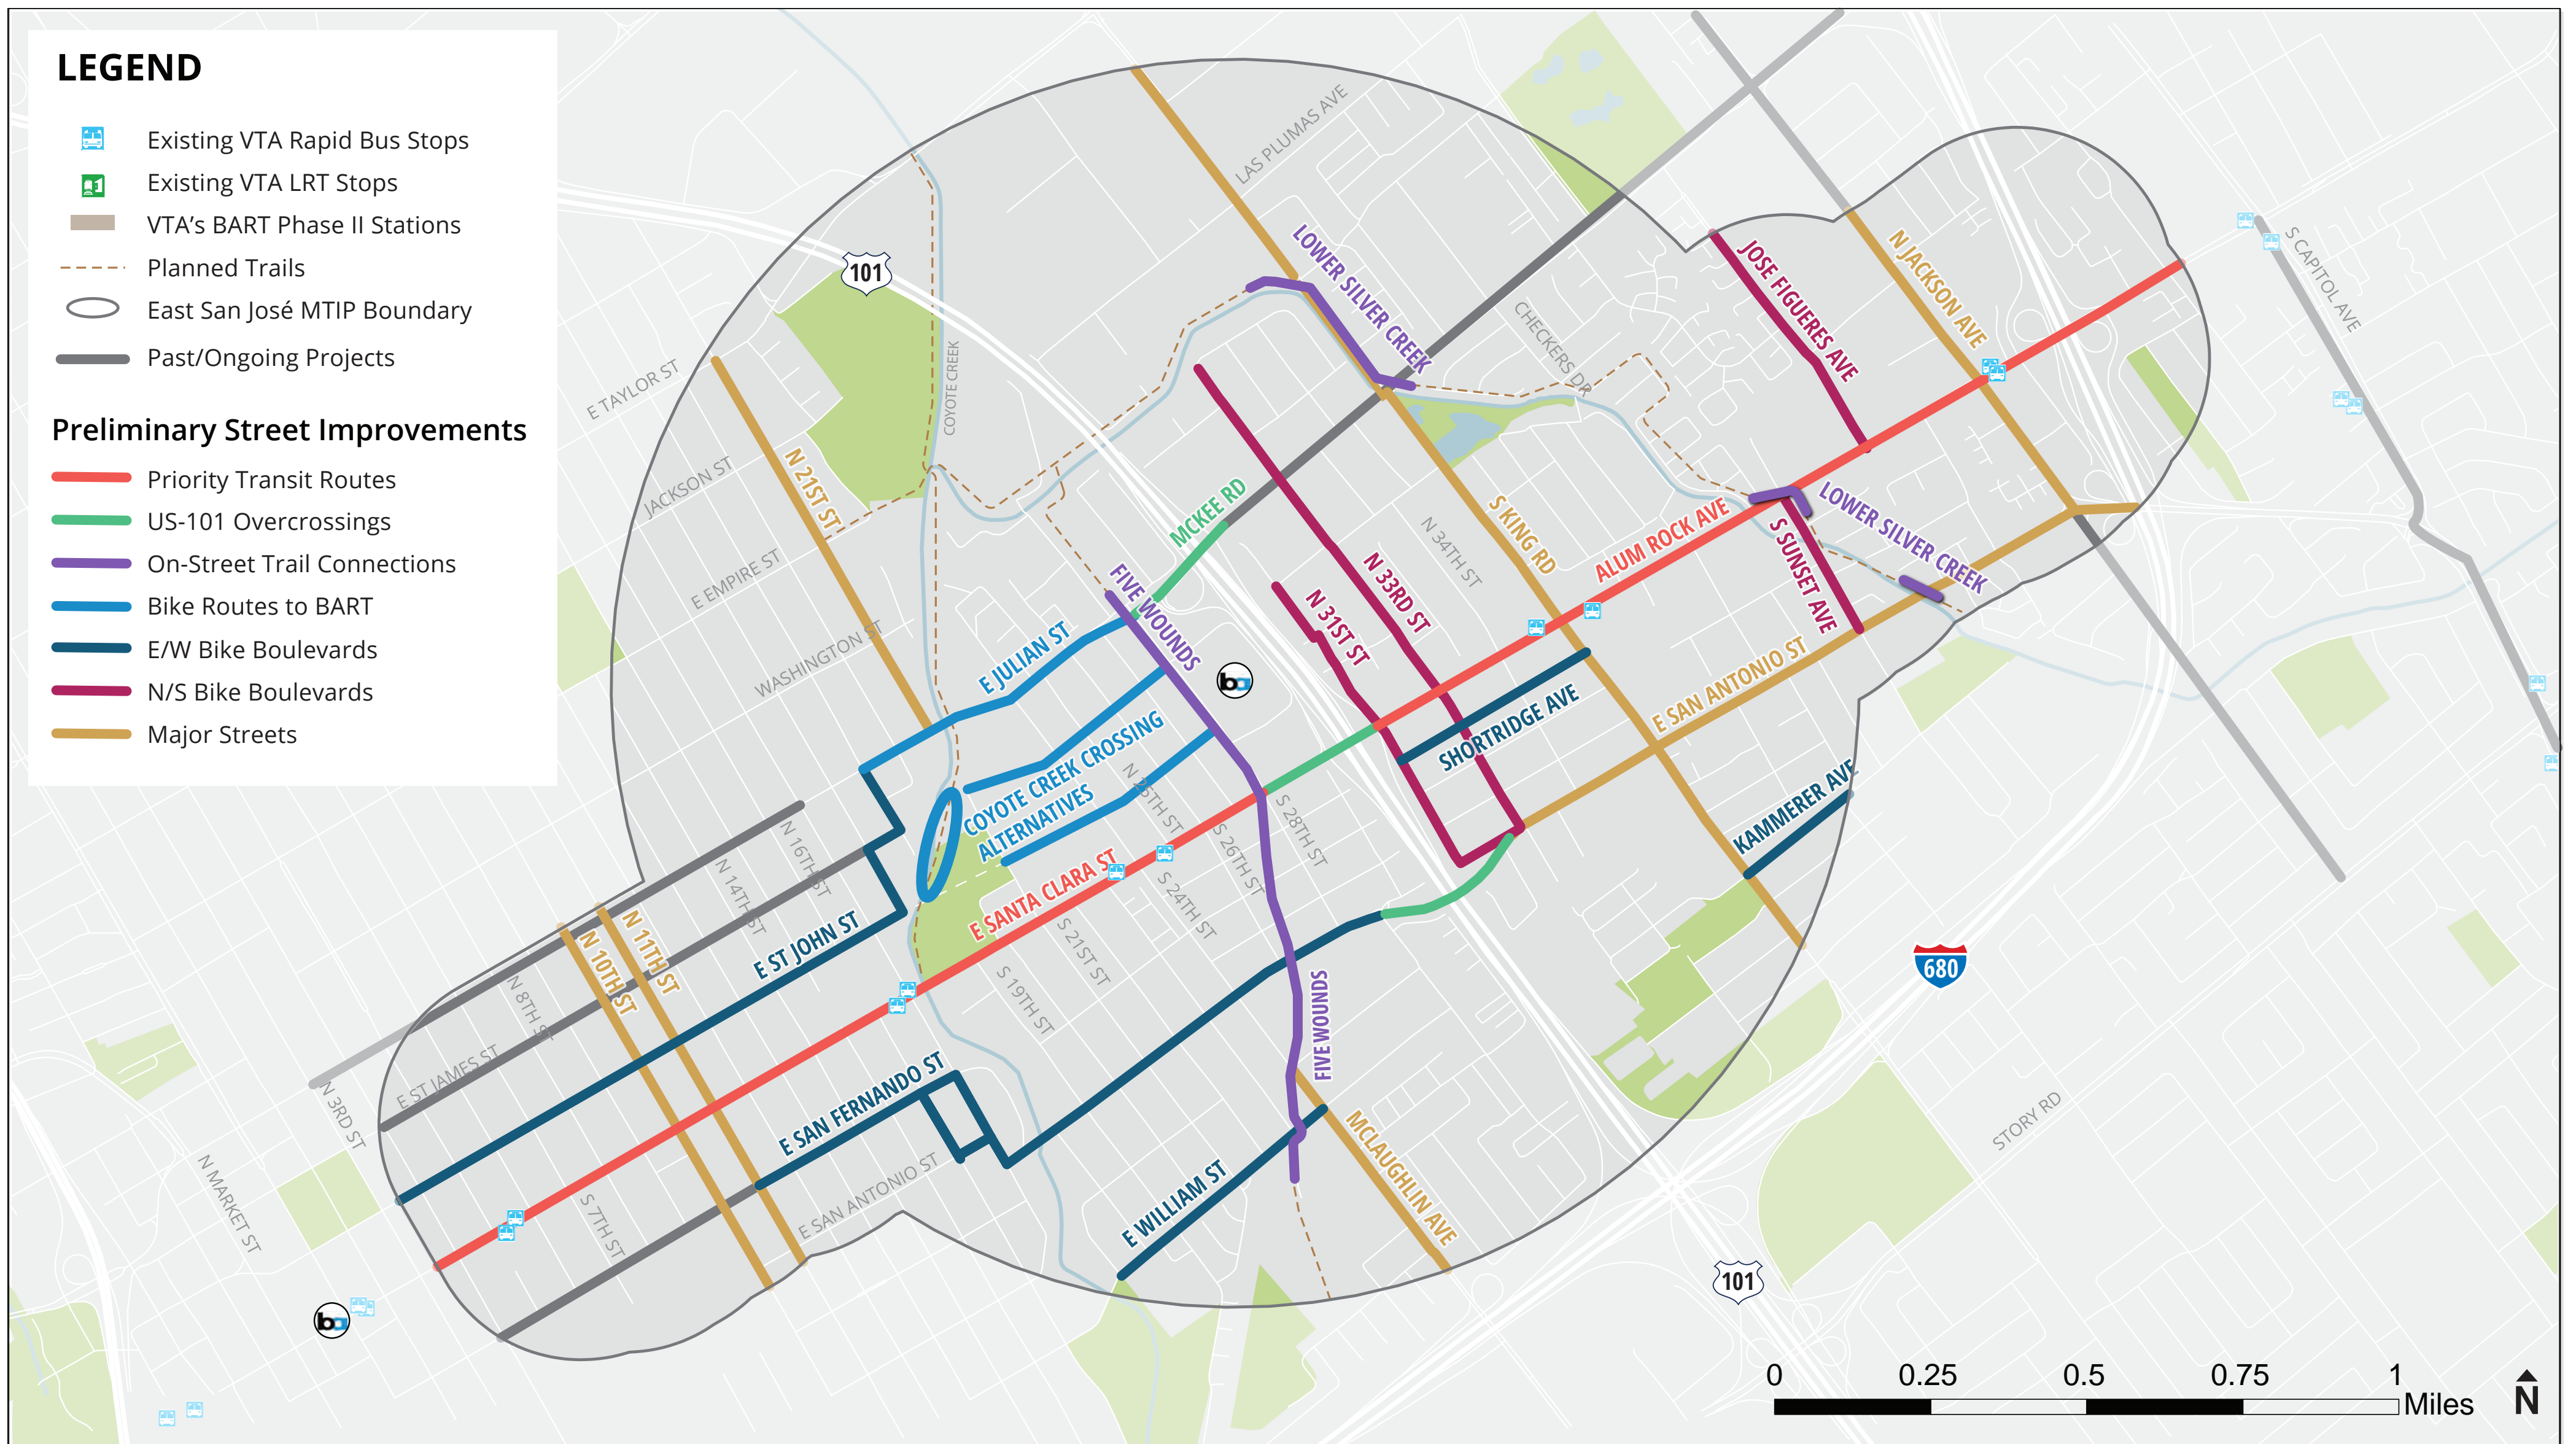 LEGEND
Existing VTA Rapid Bus Stops
Existing VTA LRT Stops
VTA's BART Phase II Stations
Planned Trails
East San José MTIP Boundary
Past/Ongoing Projects
Preliminary Street Improvements
Priority Transit Routes
US-101 Overcrossings
On-Street Trail Connections
Bike Routes to BART
E/W Bike Boulevards
N/S Bike Boulevards
Major Streets
LAS PLUMAS AVE
101
LOWER SILVER CREEK
JOSE FIGUERES AVE
N JACKSON AVE
S CAPITOL AVE
CHECKERS DR
COYOTE CREEK
E TAYLOR ST
JACKSON ST
N 21ST ST
MCKEE RD
N 34TH ST
S KING RD
ALUM ROCK AVE
LOWER SILVER CREEK
S SUNSET AVE
E EMPIRE ST
FIVE WOUNDS
N 33RD ST
N 31ST ST
WASHINGTON ST
E JULIAN ST
ba
E SAN ANTONIO ST
SHORTRIDGE AVE
COYOTE CREEK CROSSING
ALTERNATIVES
N 25TH ST
S 26TH ST
S 28TH ST
KAMMERER AVE
N 16TH ST
N 14TH ST
E SANTA CLARA ST
S 24TH ST
S 21ST ST
S 19TH ST
E ST JOHN ST
N 11TH ST
N 10TH ST
N 8TH ST
680
E ST JAMES ST
N 3RD ST
E SAN FERNANDO ST
FIVE WOUNDS
MCLAUGHLIN AVE
STORY RD
N MARKET ST
S 7TH ST
E SAN ANTONIO ST
E WILLIAM ST
101
ba
0 0.25 0.5 0.75 1
Miles
N